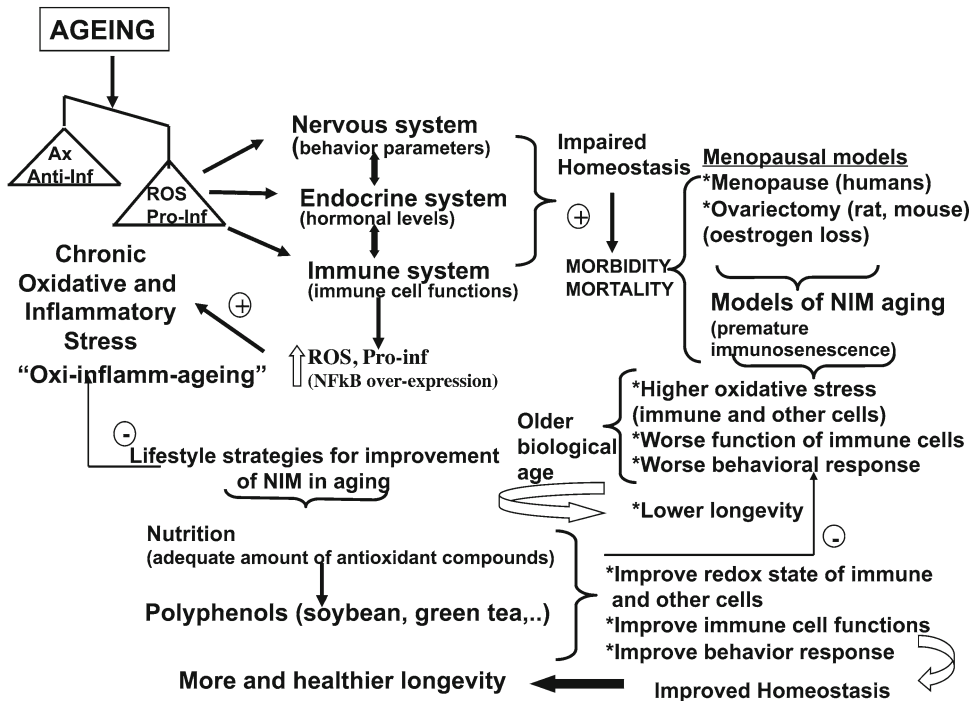 AGEING
Ax
Anti-Inf
ROS
Pro-Inf
Nervous system
(behavior parameters)
Endocrine system
(hormonal levels)
Immune system
(immune cell functions)
Impaired
Homeostasis
+
MORBIDITY
MORTALITY
Menopausal models
*Menopause (humans)
*Ovariectomy (rat, mouse)
(oestrogen loss)
Models of NIM aging
(premature
immunosenescence)
Chronic
Oxidative and
Inflammatory
Stress
“Oxi-inflamm-ageing”
+
ROS, Pro-inf
(NFkB over-expression)
Older
biological
age
*Higher oxidative stress
(immune and other cells)
*Worse function of immune cells
*Worse behavioral response
*Lower longevity
-
Lifestyle strategies for improvement
of NIM in aging
Nutrition
(adequate amount of antioxidant compounds)
Polyphenols (soybean, green tea,..)
-
*Improve redox state of immune
and other cells
*Improve immune cell functions
*Improve behavior response
Improved Homeostasis
More and healthier longevity